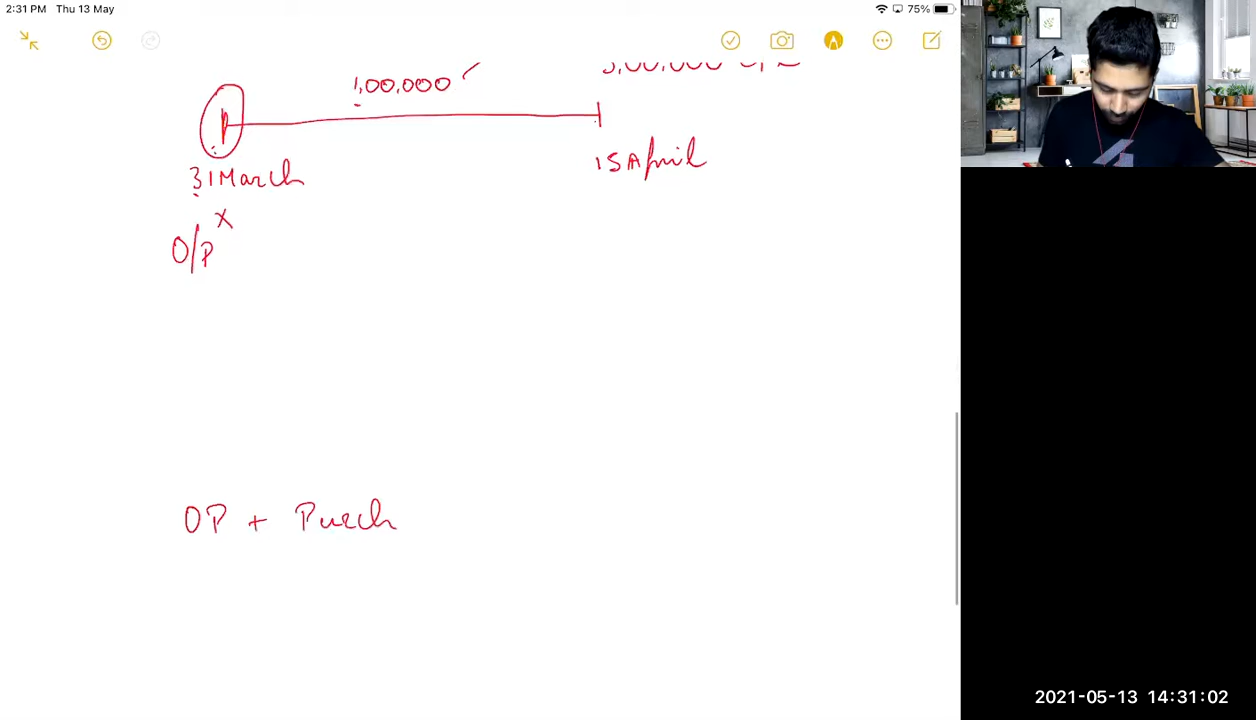 2:31 PM Thu 13 May 75%
1,00,000
31 March
15 April
X
O/P
OP + Purch
2021-05-13 14:31:02